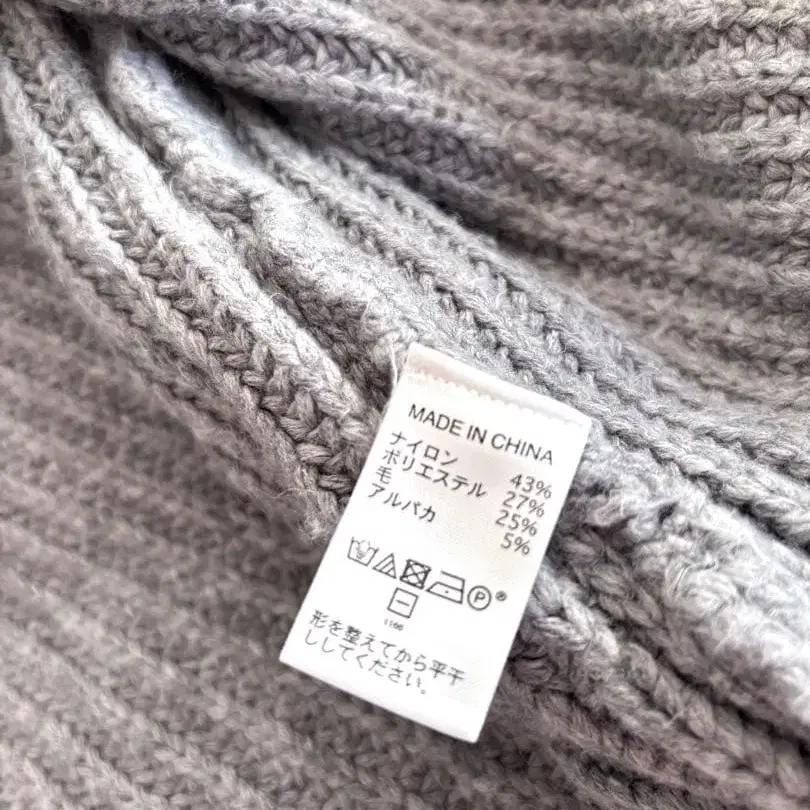 MADE IN CHINA
ナイロン 43%
ポリエステル 27%
毛 25%
アルパカ 5%
P ®
1166
形を整えてから平干
ししてください。